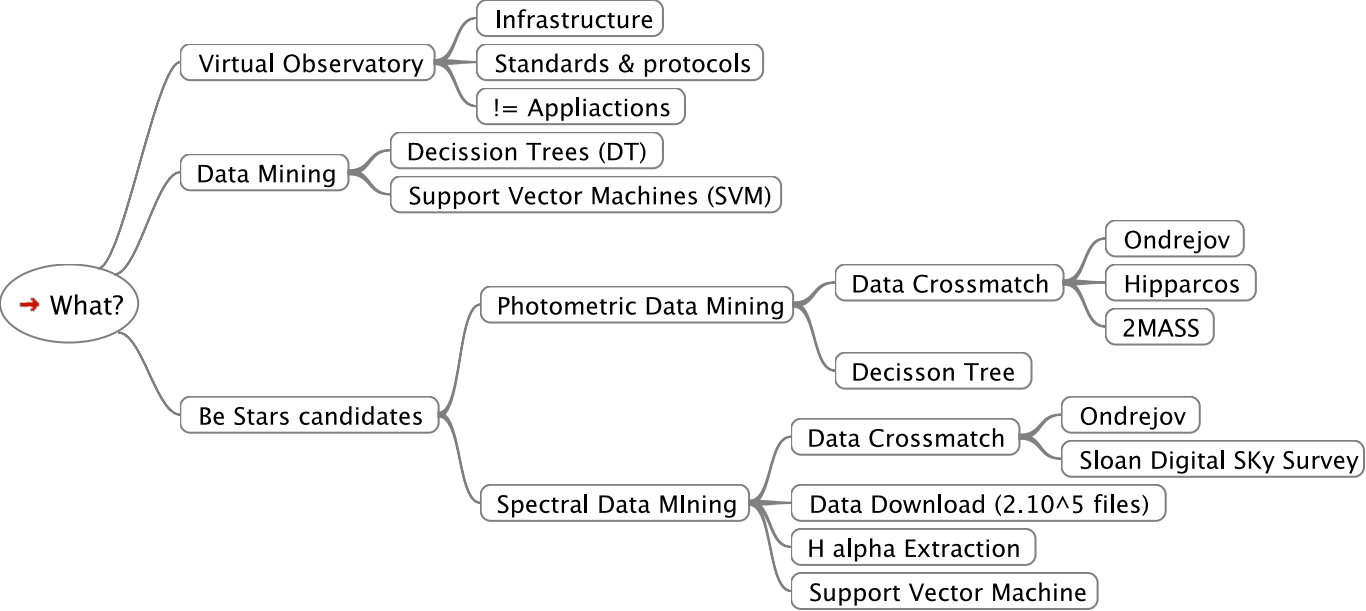 What?
Virtual Observatory
Infrastructure
Standards & protocols
!= Appliactions
Data Mining
Decission Trees (DT)
Support Vector Machines (SVM)
Be Stars candidates
Photometric Data Mining
Data Crossmatch
Ondrejov
Hipparcos
2MASS
Decisson Tree
Spectral Data MIning
Data Crossmatch
Ondrejov
Sloan Digital SKy Survey
Data Download (2.10^5 files)
H alpha Extraction
Support Vector Machine